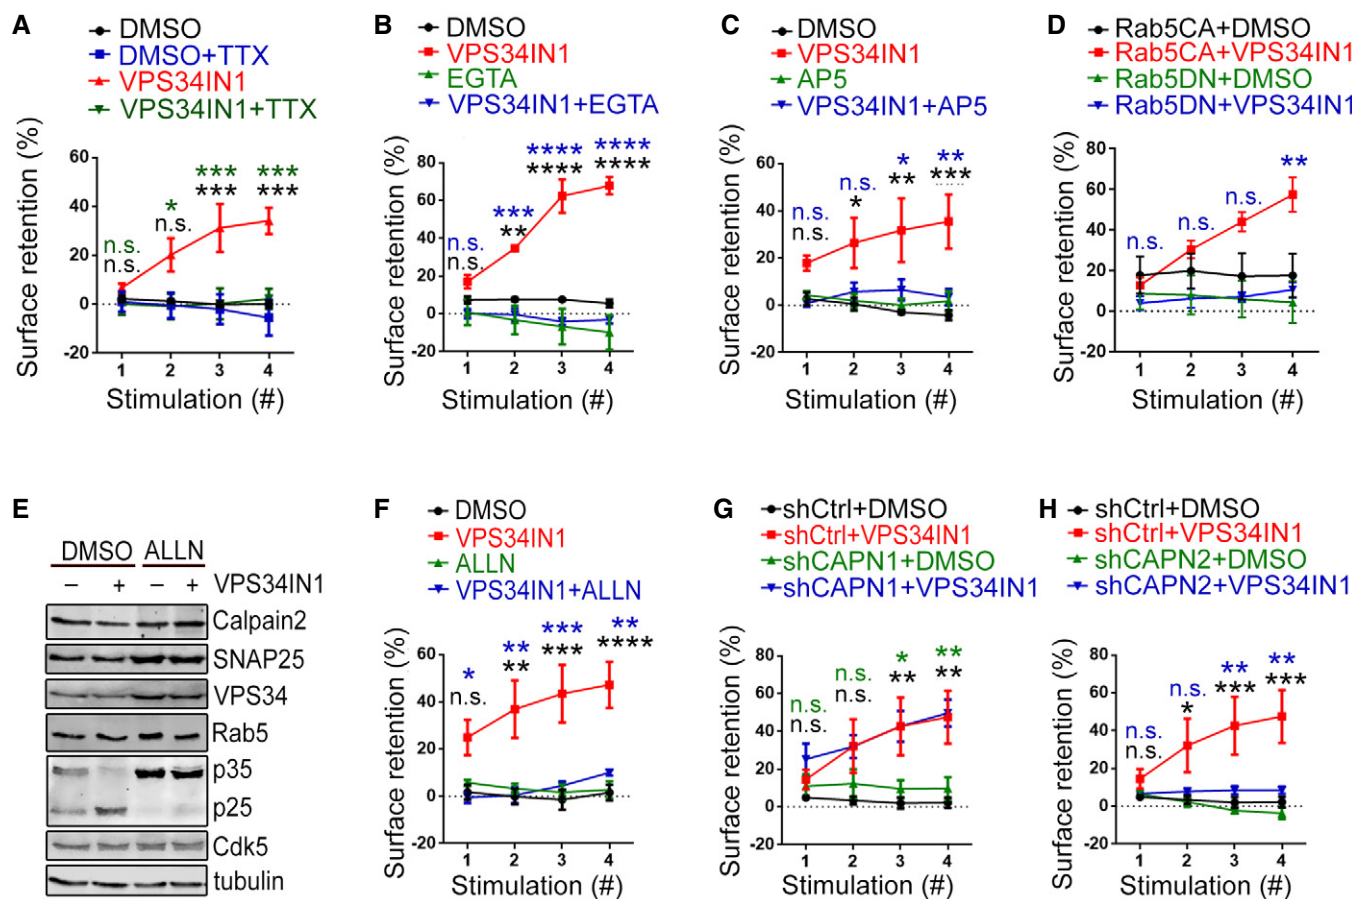 A
DMSO
DMSO+TTX
VPS34IN1
VPS34IN1+TTX
Surface retention (%)
60
40
20
0
-20
n.s.
n.s.
*
n.s.
***
***
***
***
1 2 3 4
Stimulation (#)
B
DMSO
VPS34IN1
EGTA
VPS34IN1+EGTA
Surface retention (%)
80
60
40
20
0
-20
n.s.
n.s.
***
**
****
****
****
****
1 2 3 4
Stimulation (#)
C
DMSO
VPS34IN1
AP5
VPS34IN1+AP5
Surface retention (%)
60
40
20
0
-20
n.s.
n.s.
n.s.
*
*
**
**
***
1 2 3 4
Stimulation (#)
D
Rab5CA+DMSO
Rab5CA+VPS34IN1
Rab5DN+DMSO
Rab5DN+VPS34IN1
Surface retention (%)
80
60
40
20
0
-20
n.s.
n.s.
n.s.
**
1 2 3 4
Stimulation (#)
E
DMSO ALLN
– + – + VPS34IN1
Calpain2
SNAP25
VPS34
Rab5
p35
p25
Cdk5
tubulin
F
DMSO
VPS34IN1
ALLN
VPS34IN1+ALLN
Surface retention (%)
60
40
20
0
-20
*
n.s.
**
**
***
***
**
****
1 2 3 4
Stimulation (#)
G
shCtrl+DMSO
shCtrl+VPS34IN1
shCAPN1+DMSO
shCAPN1+VPS34IN1
Surface retention (%)
80
60
40
20
0
-20
n.s.
n.s.
n.s.
n.s.
*
**
**
**
1 2 3 4
Stimulation (#)
H
shCtrl+DMSO
shCtrl+VPS34IN1
shCAPN2+DMSO
shCAPN2+VPS34IN1
Surface retention (%)
80
60
40
20
0
-20
n.s.
n.s.
n.s.
*
**
***
**
***
1 2 3 4
Stimulation (#)